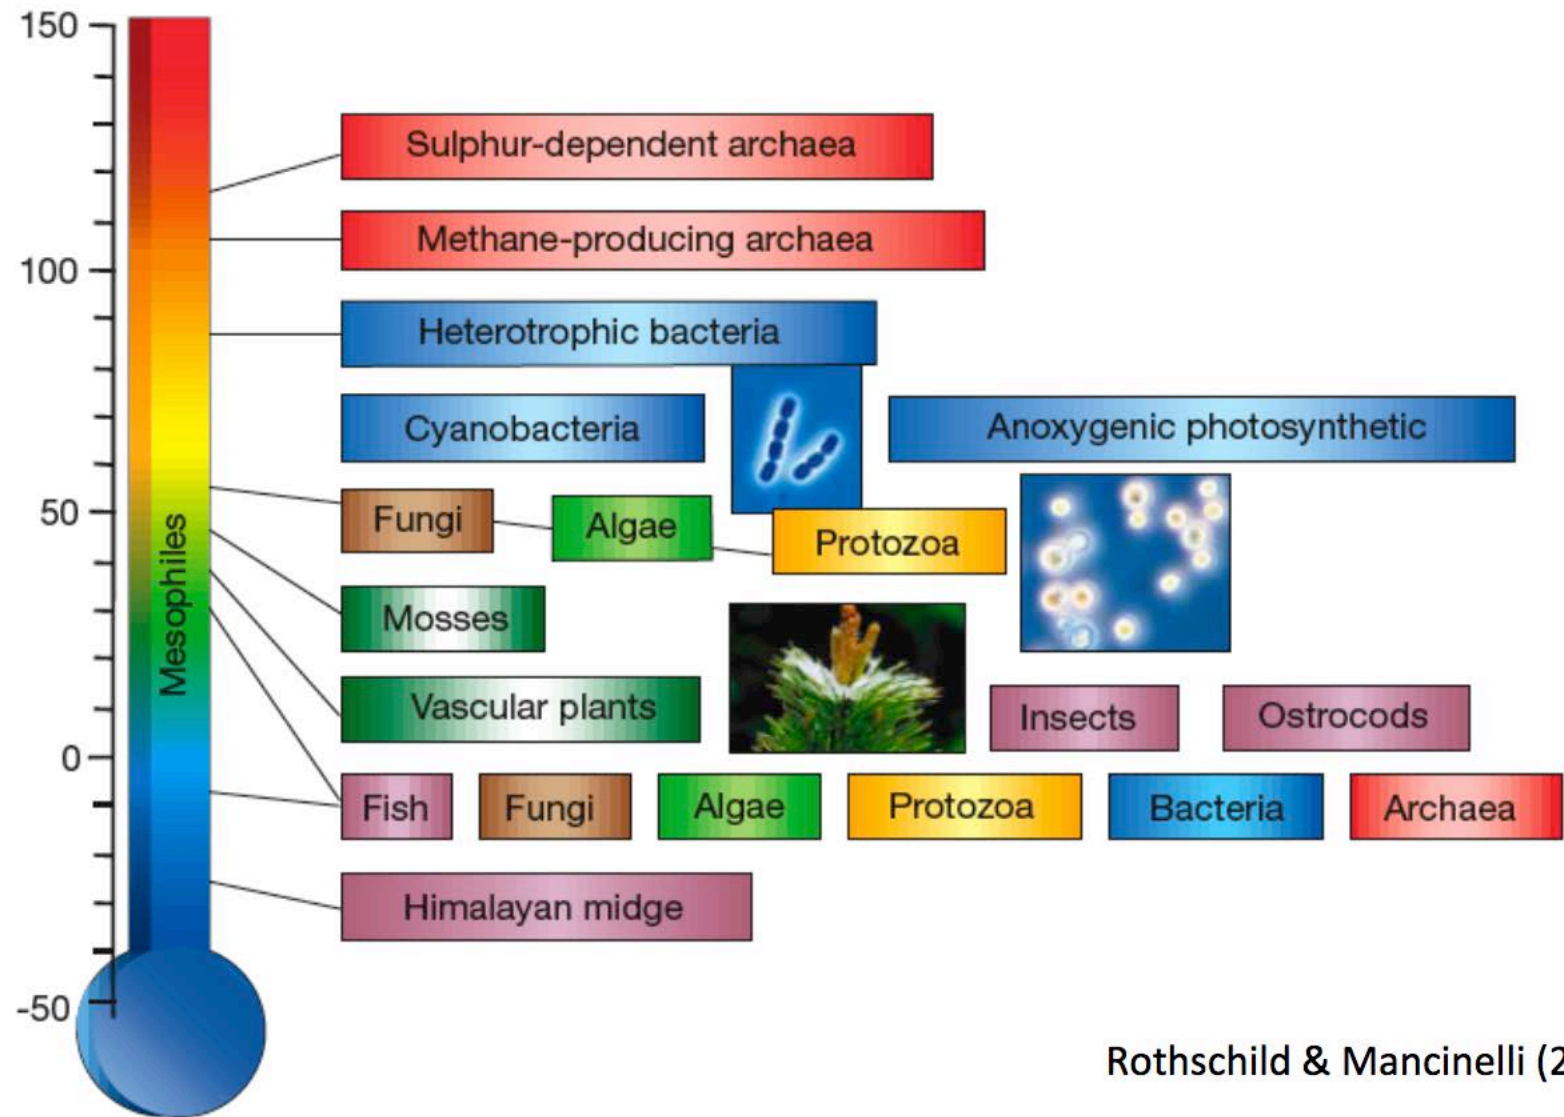 150
Sulphur-dependent archaea
Methane-producing archaea
100
Heterotrophic bacteria
Cyanobacteria
Anoxygenic photosynthetic
50
Fungi
Algae
Protozoa
Mesophiles
Mosses
Vascular plants
Insects
Ostrocods
0
Fish
Fungi
Algae
Protozoa
Bacteria
Archaea
Himalayan midge
-50
Rothschild & Mancinelli (2